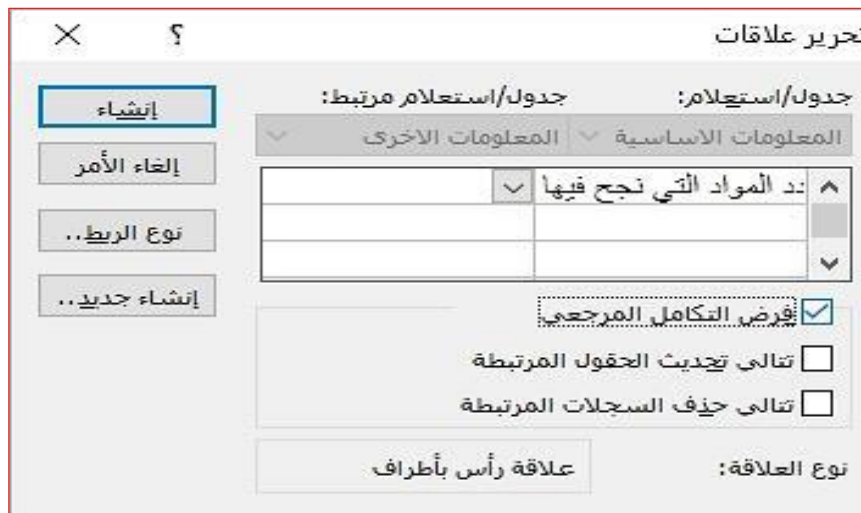 تحرير علاقات ؟
جدول/استعلام: جدول/استعلام مرتبط:
إنشاء
المعلومات الاساسية المعلومات الاخرى
إلغاء الأمر
دد المواد التي نجح فيها
نوع الربط..
إنشاء جديد..
فرض التكامل المرجعي
تتالي تحديث الحقول المرتبطة
تتالي حذف السجلات المرتبطة
نوع العلاقة: علاقة رأس بأطراف